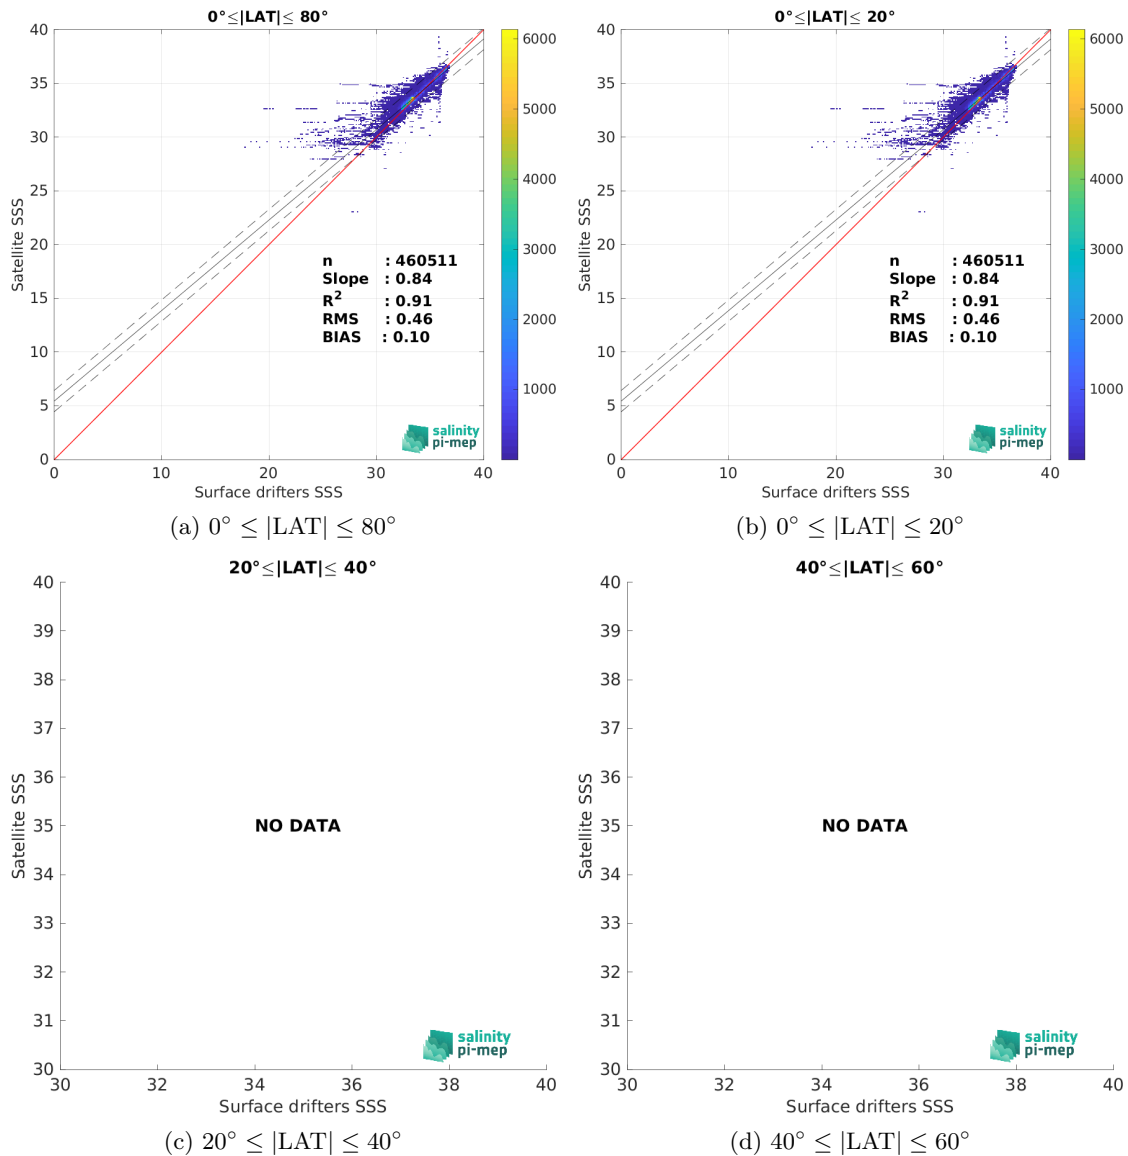 0°≤|LAT|≤ 80°
40
35
30
25
20
15
10
5
0
Satellite SSS
n : 460511
Slope : 0.84
R² : 0.91
RMS : 0.46
BIAS : 0.10
salinity
pi-mep
0 10 20 30 40
Surface drifters SSS
6000
5000
4000
3000
2000
1000
(a) 0° ≤ |LAT| ≤ 80°
0°≤|LAT|≤ 20°
40
35
30
25
20
15
10
5
0
Satellite SSS
n : 460511
Slope : 0.84
R² : 0.91
RMS : 0.46
BIAS : 0.10
salinity
pi-mep
0 10 20 30 40
Surface drifters SSS
6000
5000
4000
3000
2000
1000
(b) 0° ≤ |LAT| ≤ 20°
20°≤|LAT|≤ 40°
40
39
38
37
36
35
34
33
32
31
30
Satellite SSS
NO DATA
salinity
pi-mep
30 32 34 36 38 40
Surface drifters SSS
(c) 20° ≤ |LAT| ≤ 40°
40°≤|LAT|≤ 60°
40
39
38
37
36
35
34
33
32
31
30
Satellite SSS
NO DATA
salinity
pi-mep
30 32 34 36 38 40
Surface drifters SSS
(d) 40° ≤ |LAT| ≤ 60°